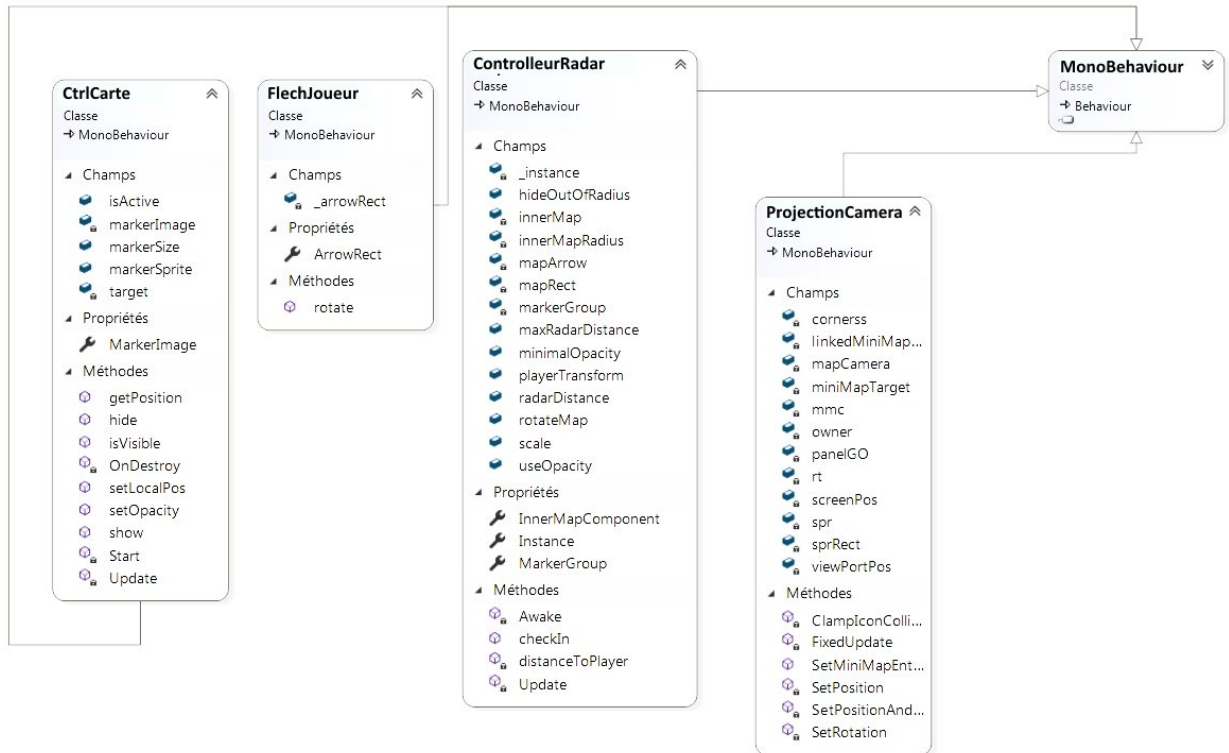 CtrlCarte
Classe
MonoBehaviour
Champs
isActive
markerImage
markerSize
markerSprite
target
Propriétés
MarkerImage
Méthodes
getPosition
hide
isVisible
OnDestroy
setLocalPos
setOpacity
show
Start
Update
FlechJoueur
Classe
MonoBehaviour
Champs
_arrowRect
Propriétés
ArrowRect
Méthodes
rotate
ControlleurRadar
Classe
MonoBehaviour
Champs
_instance
hideOutOfRadius
innerMap
innerMapRadius
mapArrow
mapRect
markerGroup
maxRadarDistance
minimalOpacity
playerTransform
radarDistance
rotateMap
scale
useOpacity
Propriétés
InnerMapComponent
Instance
MarkerGroup
Méthodes
Awake
checkIn
distanceToPlayer
Update
MonoBehaviour
Classe
Behaviour
ProjectionCamera
Classe
MonoBehaviour
Champs
cornerss
linkedMiniMap...
mapCamera
miniMapTarget
mmc
owner
panelGO
rt
screenPos
spr
sprRect
viewPortPos
Méthodes
ClampIconColli...
FixedUpdate
SetMiniMapEnt...
SetPosition
SetPositionAnd...
SetRotation